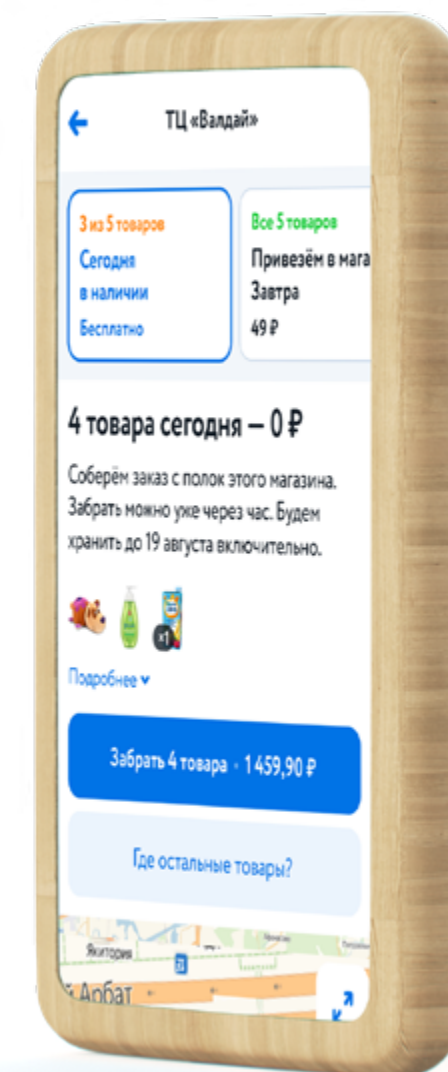 ТЦ «Валдай»
3 из 5 товаров
Сегодня
в наличии
Бесплатно
Все 5 товаров
Привезём в мага
Завтра
49 ₽
4 товара сегодня — 0 ₽
Соберём заказ с полок этого магазина.
Забрать можно уже через час. Будем
хранить до 19 августа включительно.
x1
Подробнее
Забрать 4 товара · 1 459,90 ₽
Где остальные товары?
Якитория
Арбат